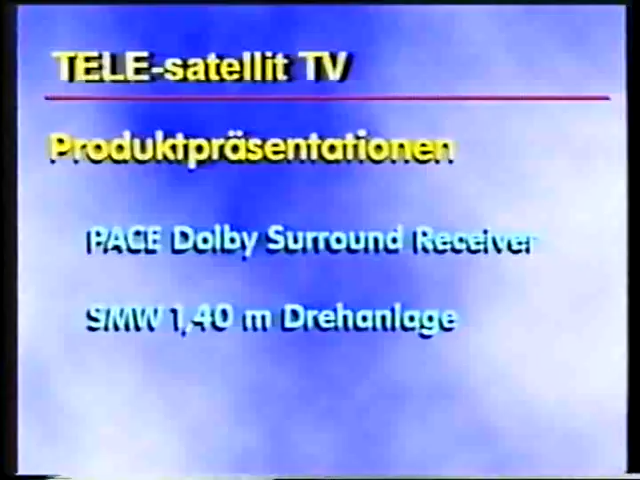 TELE-satellit TV
Produktpräsentationen
PACE Dolby Surround Receiver
SMW 1,40 m Drehanlage